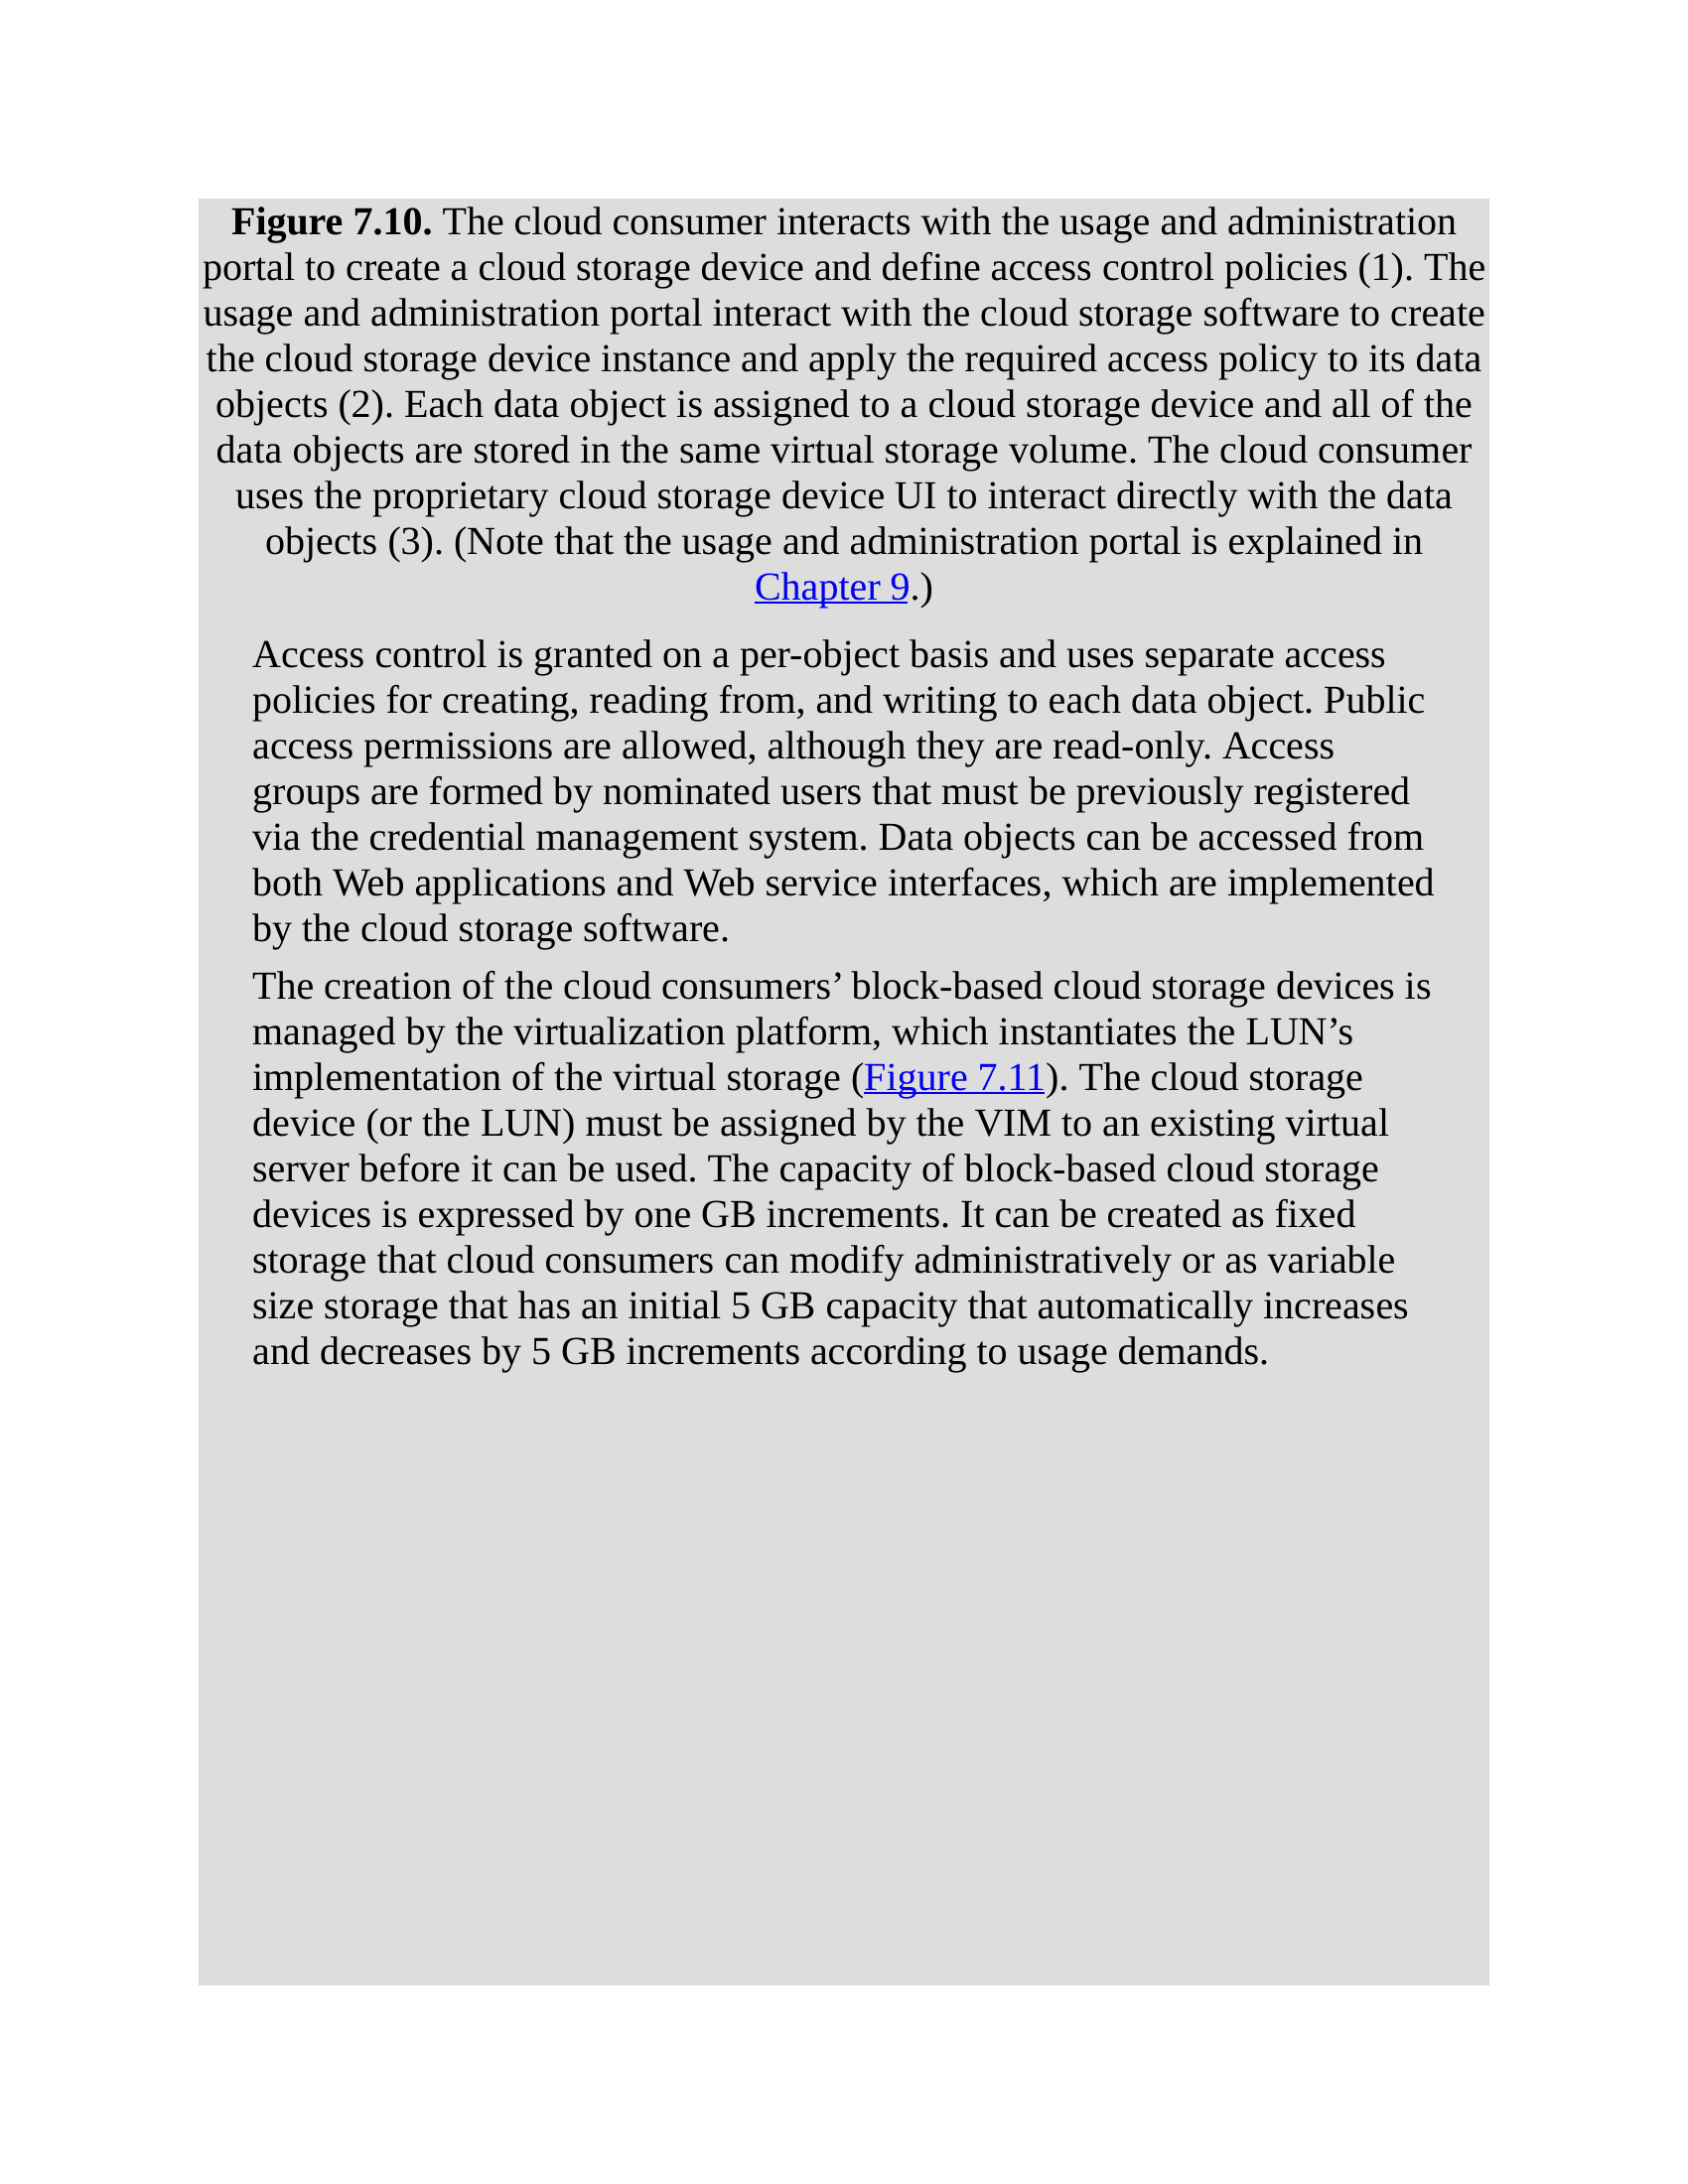 Figure 7.10. The cloud consumer interacts with the usage and administration
portal to create a cloud storage device and define access control policies (1). The
usage and administration portal interact with the cloud storage software to create
the cloud storage device instance and apply the required access policy to its data
objects (2). Each data object is assigned to a cloud storage device and all of the
data objects are stored in the same virtual storage volume. The cloud consumer
uses the proprietary cloud storage device UI to interact directly with the data
objects (3). (Note that the usage and administration portal is explained in
Chapter 9.)
Access control is granted on a per-object basis and uses separate access
policies for creating, reading from, and writing to each data object. Public
access permissions are allowed, although they are read-only. Access
groups are formed by nominated users that must be previously registered
via the credential management system. Data objects can be accessed from
both Web applications and Web service interfaces, which are implemented
by the cloud storage software.
The creation of the cloud consumers’ block-based cloud storage devices is
managed by the virtualization platform, which instantiates the LUN’s
implementation of the virtual storage (Figure 7.11). The cloud storage
device (or the LUN) must be assigned by the VIM to an existing virtual
server before it can be used. The capacity of block-based cloud storage
devices is expressed by one GB increments. It can be created as fixed
storage that cloud consumers can modify administratively or as variable
size storage that has an initial 5 GB capacity that automatically increases
and decreases by 5 GB increments according to usage demands.